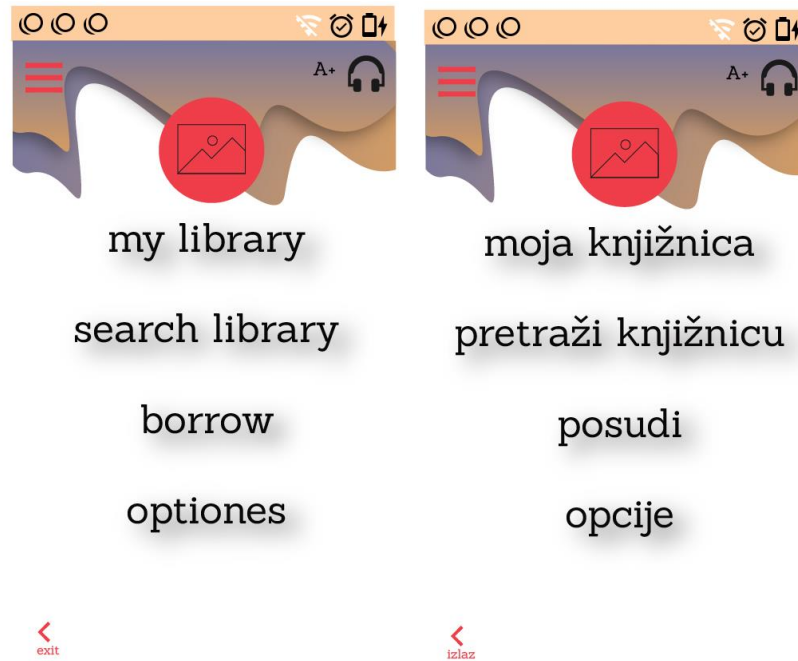 A+
my library
search library
borrow
optiones
exit
A+
moja knjižnica
pretraži knjižnicu
posudi
opcije
izlaz